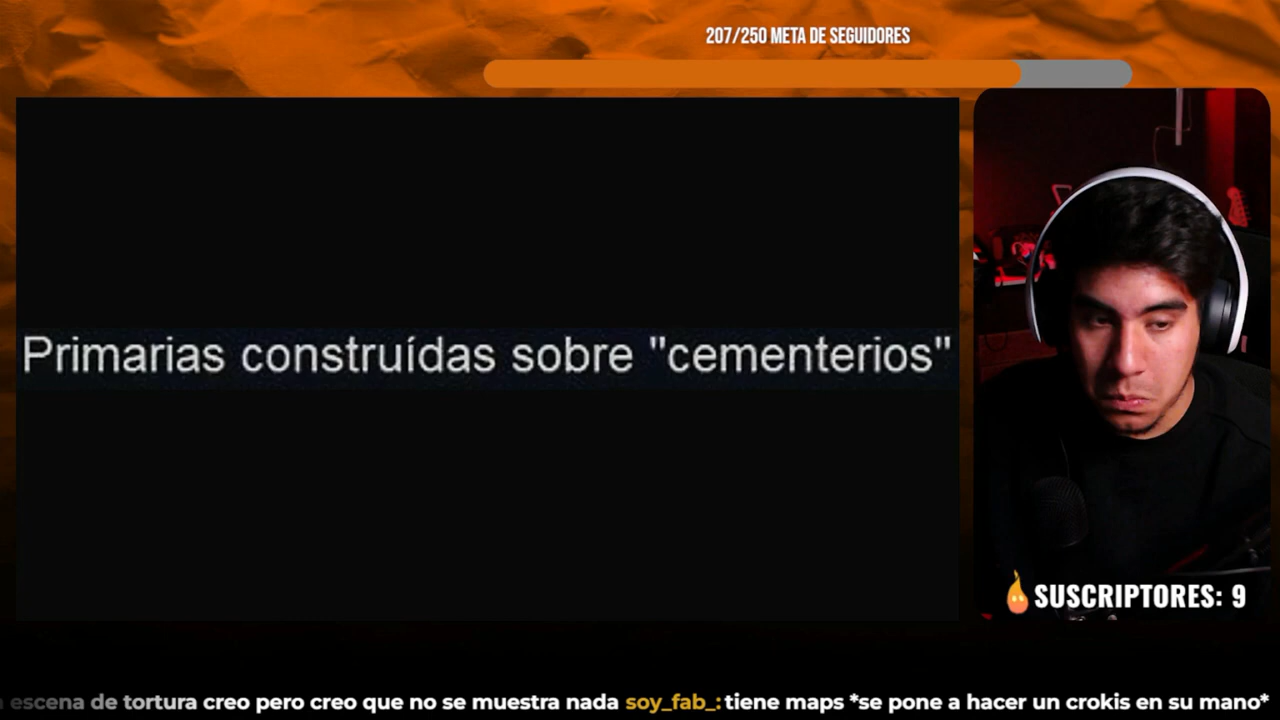 207/250 META DE SEGUIDORES
Primarias construídas sobre "cementerios"
SUSCRIPTORES: 9
escena de tortura creo pero creo que no se muestra nada soy_fab_: tiene maps *se pone a hacer un crokis en su mano*